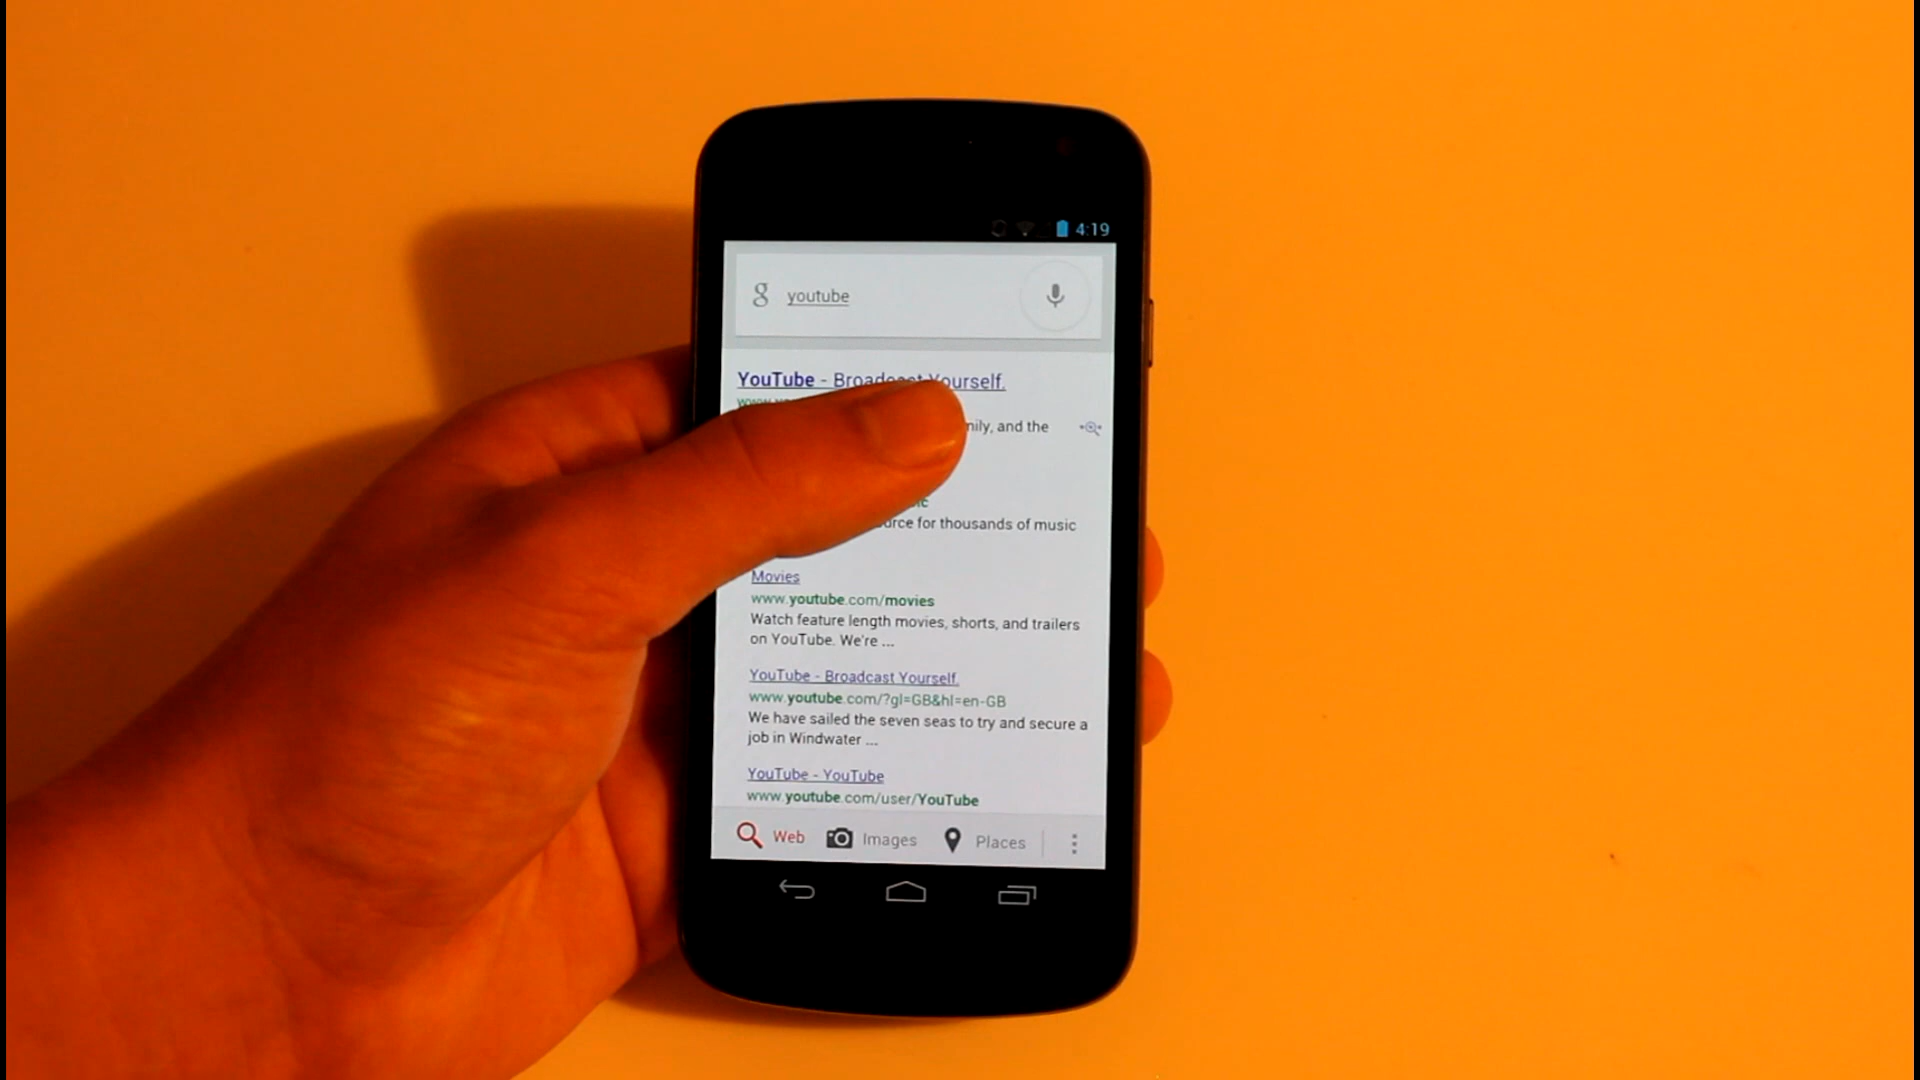 4:19
g youtube
YouTube - Broadcast Yourself.
and the
for thousands of music
Movies
www.youtube.com/movies
Watch feature length movies, shorts, and trailers
on YouTube. We're ...
YouTube - Broadcast Yourself.
www.youtube.com/?gl=GB&hl=en-GB
We have sailed the seven seas to try and secure a
job in Windwater ...
YouTube - YouTube
www.youtube.com/user/YouTube
Web Images Places